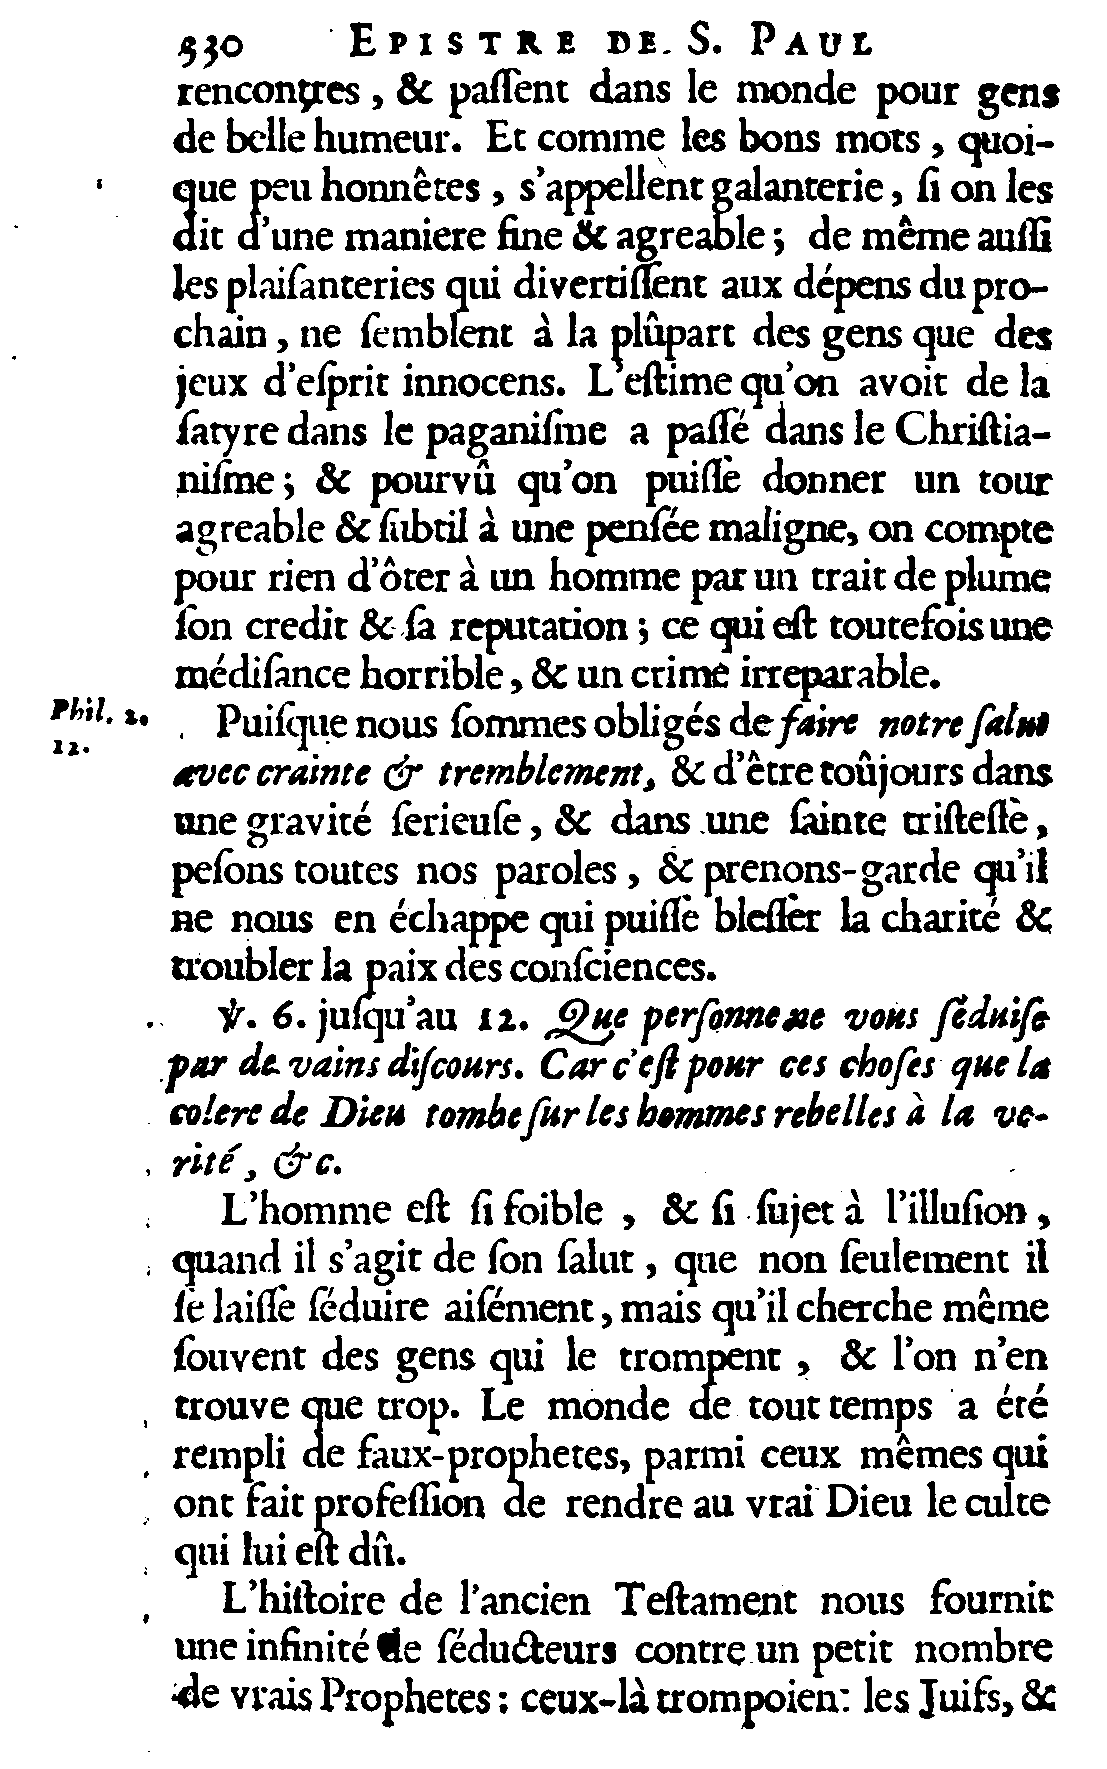 530 EPISTRE DE S. PAUL
rencontres, & paſſent dans le monde pour gens
de belle humeur. Et comme les bons mots, quoi-
que peu honnêtes, s'appellent galanterie, ſi on les
dit d'une maniere fine & agreable; de même auſſi
les plaiſanteries qui divertiſſent aux dépens du pro-
chain, ne ſemblent à la plûpart des gens que des
jeux d'eſprit innocens. L'eſtime qu'on avoit de la
ſatyre dans le paganiſme a paſſé dans le Chriſtia-
niſme; & pourvû qu'on puiſſe donner un tour
agreable & ſubtil à une penſée maligne, on compte
pour rien d'ôter à un homme par un trait de plume
ſon credit & ſa reputation; ce qui eſt toutefois une
médiſance horrible, & un crime irreparable.
Phil. 2.
12.
Puiſque nous ſommes obligés de faire notre ſalut
avec crainte & tremblement, & d'être toûjours dans
une gravité ſerieuſe, & dans une ſainte triſteſſe,
peſons toutes nos paroles, & prenons-garde qu'il
ne nous en échappe qui puiſſe bleſſer la charité &
troubler la paix des conſciences.
℣. 6. juſqu'au 12. Que perſonne ne vous ſéduiſe
par de vains diſcours. Car c'eſt pour ces choſes que la
colere de Dieu tombe ſur les hommes rebelles à la ve-
rité, &c.
L'homme eſt ſi foible, & ſi ſujet à l'illuſion,
quand il s'agit de ſon ſalut, que non ſeulement il
ſe laiſſe ſéduire aiſément, mais qu'il cherche même
ſouvent des gens qui le trompent, & l'on n'en
trouve que trop. Le monde de tout temps a été
rempli de faux-prophetes, parmi ceux mêmes qui
ont fait profeſſion de rendre au vrai Dieu le culte
qui lui eſt dû.
L'hiſtoire de l'ancien Teſtament nous fournit
une infinité de ſéducteurs contre un petit nombre
de vrais Prophetes: ceux-là trompoient les Juifs, &